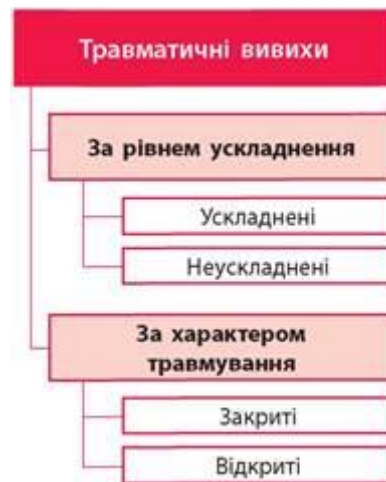 Травматичні вивихи
За рівнем ускладнення
Ускладнені
Неускладнені
За характером
травмування
Закриті
Відкриті